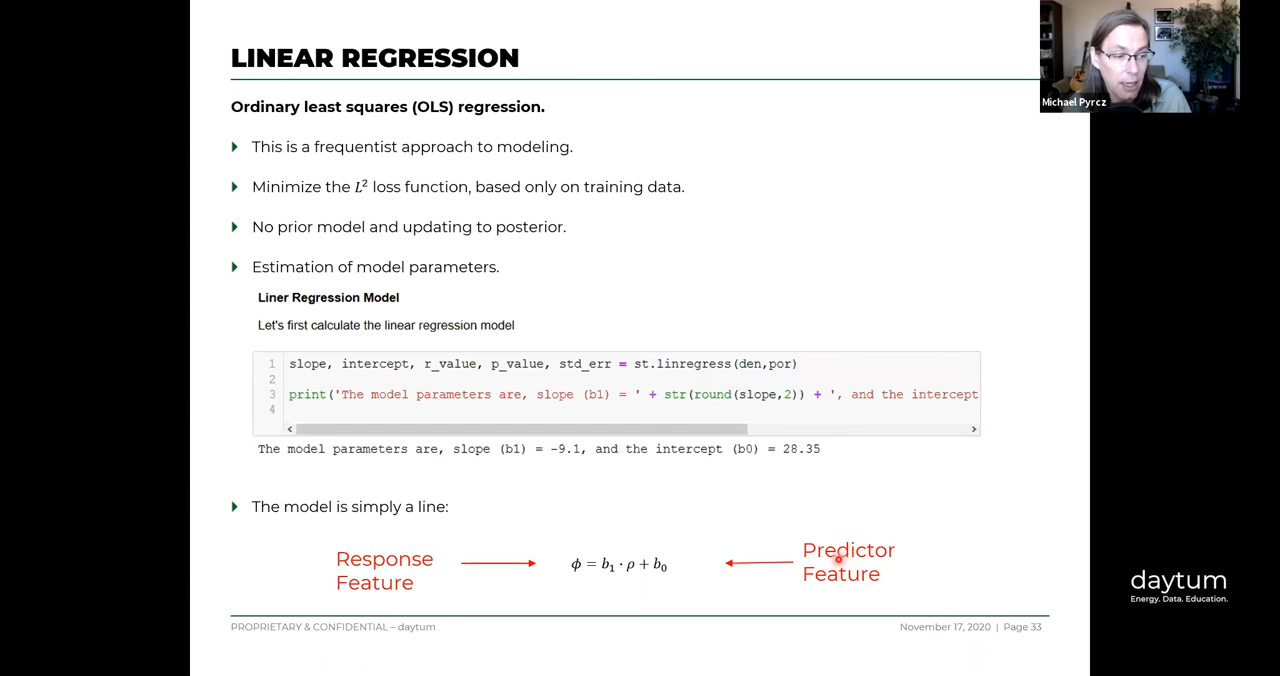 LINEAR REGRESSION
Michael Pyrcz
Ordinary least squares (OLS) regression.
This is a frequentist approach to modeling.
Minimize the L² loss function, based only on training data.
No prior model and updating to posterior.
Estimation of model parameters.
Liner Regression Model
Let's first calculate the linear regression model
1 slope, intercept, r_value, p_value, std_err = st.linregress(den,por)
2
3 print('The model parameters are, slope (b1) = ' + str(round(slope,2)) + ', and the intercept
4
The model parameters are, slope (b1) = -9.1, and the intercept (b0) = 28.35
The model is simply a line:
Response
Feature
ϕ = b₁ · ρ + b₀
Predictor
Feature
daytum
Energy. Data. Education.
PROPRIETARY & CONFIDENTIAL – daytum
November 17, 2020 | Page 33